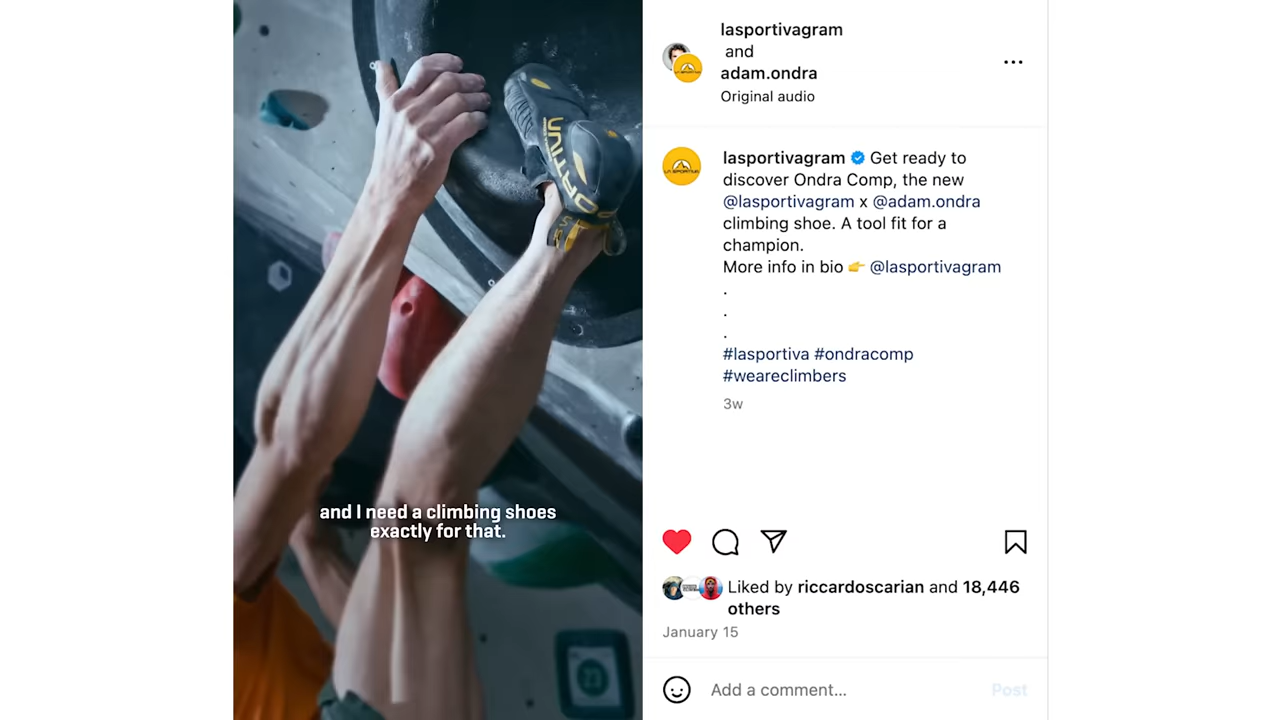 lasportivagram
and
adam.ondra
Original audio
lasportivagram Get ready to
discover Ondra Comp, the new
@lasportivagram x @adam.ondra
climbing shoe. A tool fit for a
champion.
More info in bio 👉 @lasportivagram
.
.
.
#lasportiva #ondracomp
#weareclimbers
3w
and I need a climbing shoes
exactly for that.
Liked by riccardoscarian and 18,446
others
January 15
Add a comment...
Post